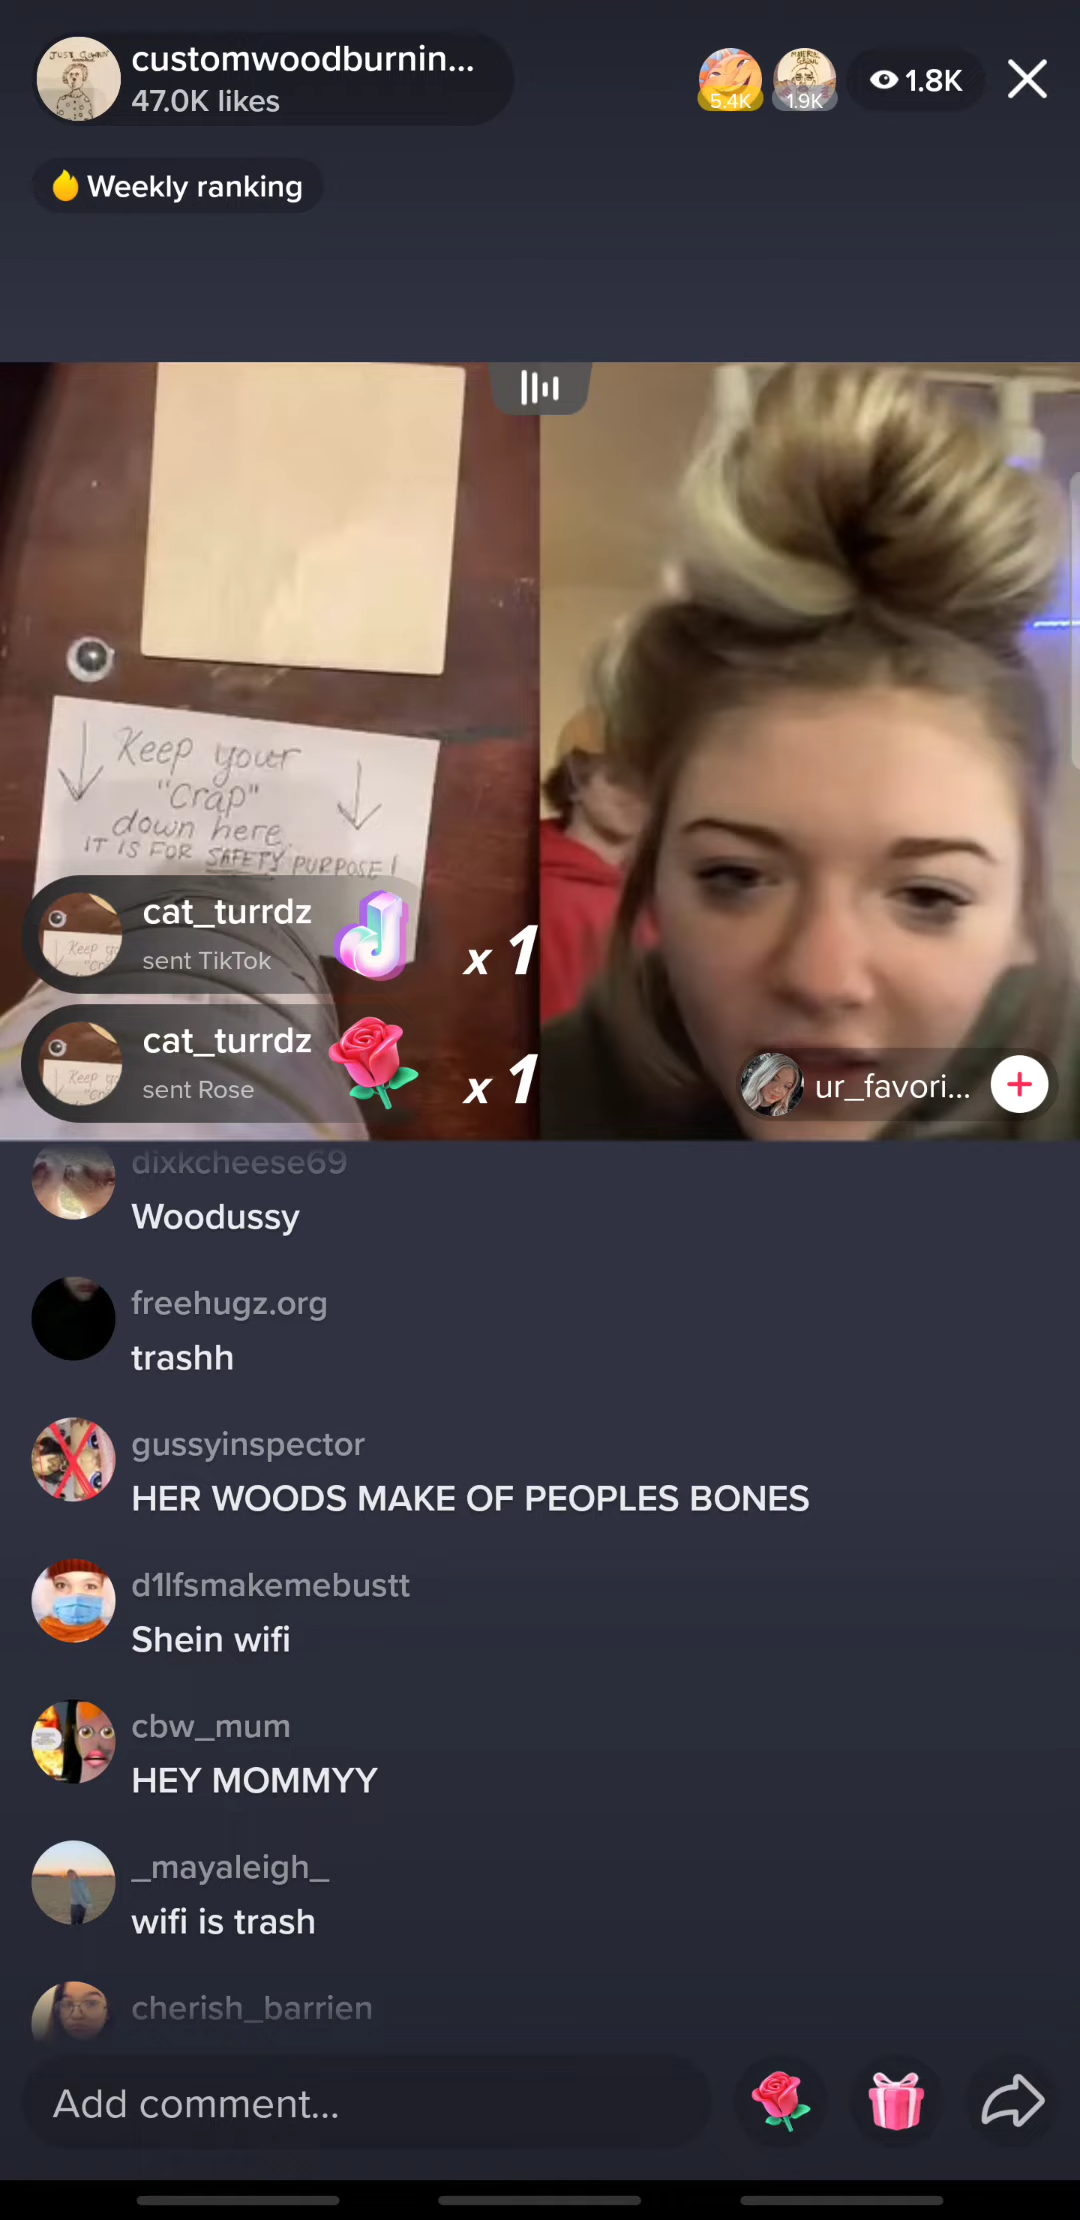 customwoodburnin...
47.0K likes
5.4K
1.9K
1.8K
Weekly ranking
Keep your
"Crap"
down here
IT IS FOR SAFETY PURPOSE!
cat_turrdz
sent TikTok
x 1
cat_turrdz
sent Rose
x 1
ur_favori...
dixkcheese69
Woodussy
freehugz.org
trashh
gussyinspector
HER WOODS MAKE OF PEOPLES BONES
d1lfsmakemebustt
Shein wifi
cbw_mum
HEY MOMMYY
_mayaleigh_
wifi is trash
cherish_barrien
Add comment...